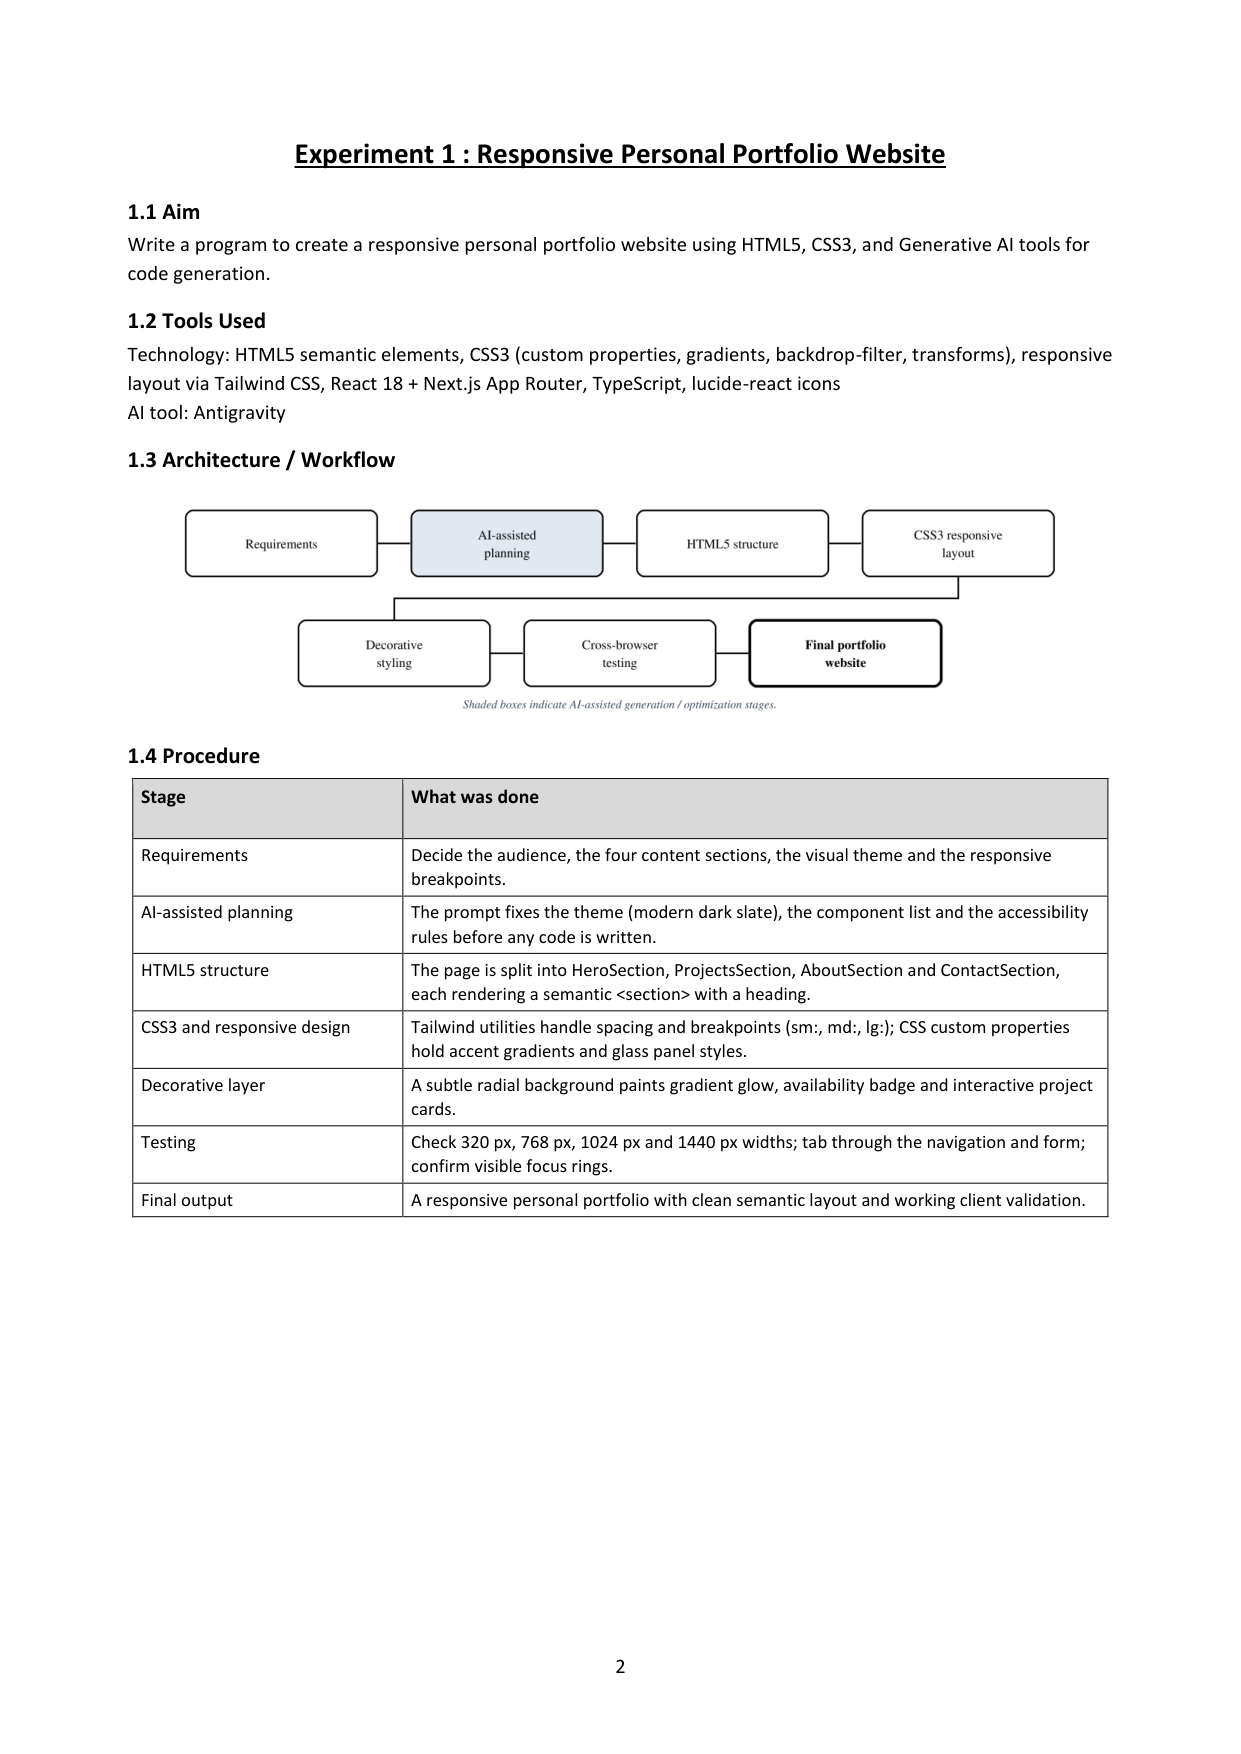 Experiment 1 : Responsive Personal Portfolio Website
1.1 Aim
Write a program to create a responsive personal portfolio website using HTML5, CSS3, and Generative AI tools for
code generation.
1.2 Tools Used
Technology: HTML5 semantic elements, CSS3 (custom properties, gradients, backdrop-filter, transforms), responsive
layout via Tailwind CSS, React 18 + Next.js App Router, TypeScript, lucide-react icons
AI tool: Antigravity
1.3 Architecture / Workflow
Requirements
AI-assisted
planning
HTML5 structure
CSS3 responsive
layout
Decorative
styling
Cross-browser
testing
Final portfolio
website
Shaded boxes indicate AI-assisted generation / optimization stages.
1.4 Procedure
Stage
What was done
Requirements
Decide the audience, the four content sections, the visual theme and the responsive
breakpoints.
AI-assisted planning
The prompt fixes the theme (modern dark slate), the component list and the accessibility
rules before any code is written.
HTML5 structure
The page is split into HeroSection, ProjectsSection, AboutSection and ContactSection,
each rendering a semantic <section> with a heading.
CSS3 and responsive design
Tailwind utilities handle spacing and breakpoints (sm:, md:, lg:); CSS custom properties
hold accent gradients and glass panel styles.
Decorative layer
A subtle radial background paints gradient glow, availability badge and interactive project
cards.
Testing
Check 320 px, 768 px, 1024 px and 1440 px widths; tab through the navigation and form;
confirm visible focus rings.
Final output
A responsive personal portfolio with clean semantic layout and working client validation.
2